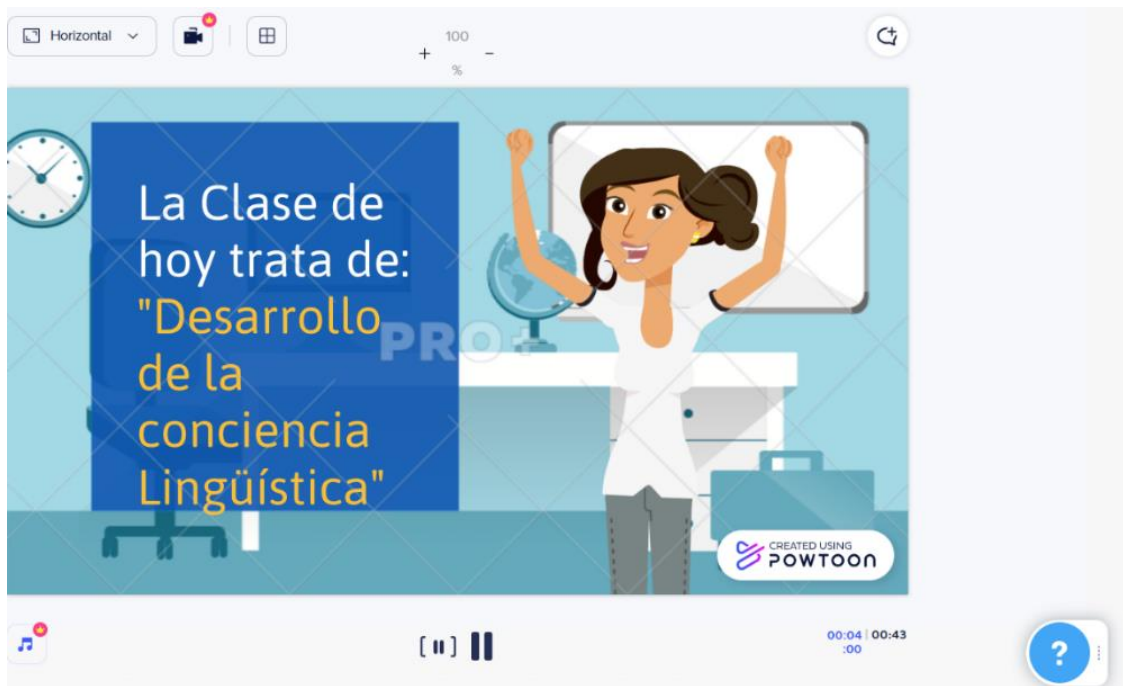 Horizontal
+ 100 -
%
La Clase de
hoy trata de:
"Desarrollo
de la
conciencia
Lingüística"
PRO+
CREATED USING
POWTOON
00:04 | 00:43
:00
?